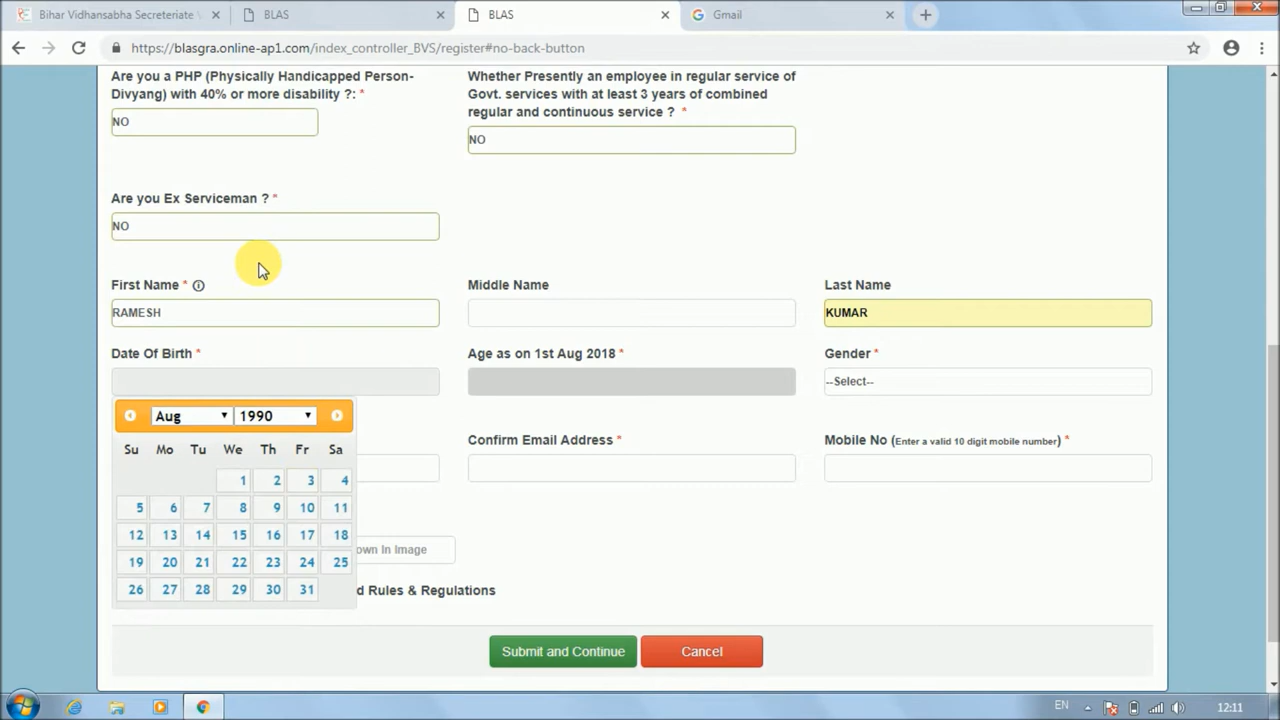 Bihar Vidhansabha Secreteriate V
BLAS
BLAS
Gmail
https://blasgra.online-ap1.com/index_controller_BVS/register#no-back-button
Are you a PHP (Physically Handicapped Person-
Divyang) with 40% or more disability ?: *
NO
Whether Presently an employee in regular service of
Govt. services with at least 3 years of combined
regular and continuous service ? *
NO
Are you Ex Serviceman ? *
NO
First Name *
RAMESH
Middle Name
Last Name
KUMAR
Date Of Birth *
Age as on 1st Aug 2018 *
Gender *
--Select--
Aug 1990
Su Mo Tu We Th Fr Sa
1 2 3 4
5 6 7 8 9 10 11
12 13 14 15 16 17 18
19 20 21 22 23 24 25
26 27 28 29 30 31
Confirm Email Address *
Mobile No (Enter a valid 10 digit mobile number) *
own In Image
d Rules & Regulations
Submit and Continue
Cancel
EN
12:11